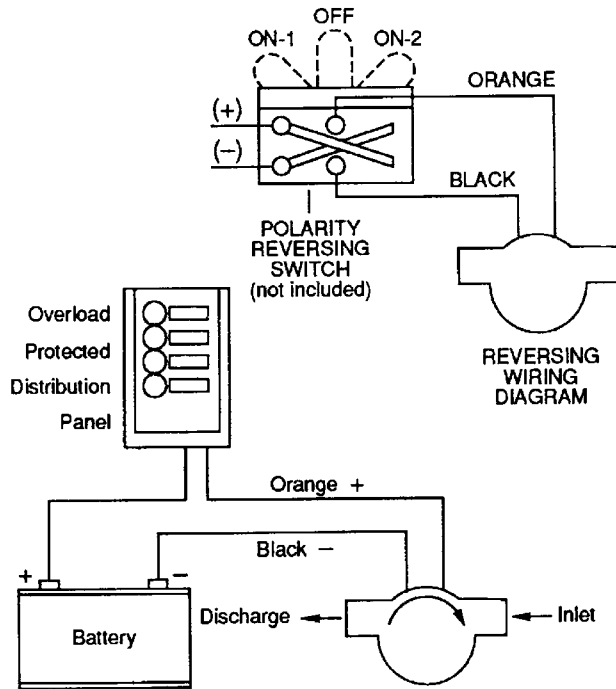 OFF
ON-1
ON-2
ORANGE
(+)
(−)
BLACK
POLARITY
REVERSING
SWITCH
(not included)
REVERSING
WIRING
DIAGRAM
Overload
Protected
Distribution
Panel
Orange +
Black −
+
−
Battery
Discharge
Inlet